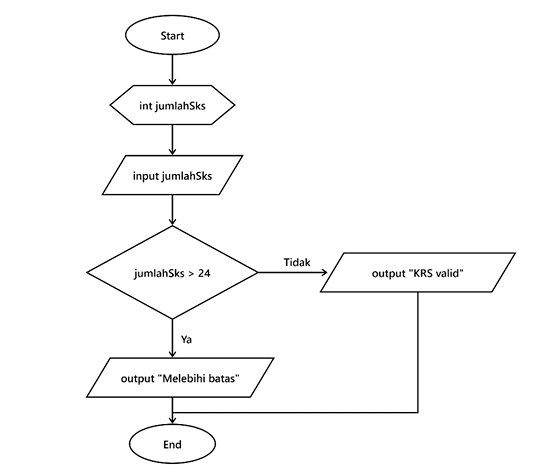 Start
int jumlahSks
input jumlahSks
jumlahSks > 24
Tidak
output "KRS valid"
Ya
output "Melebihi batas"
End